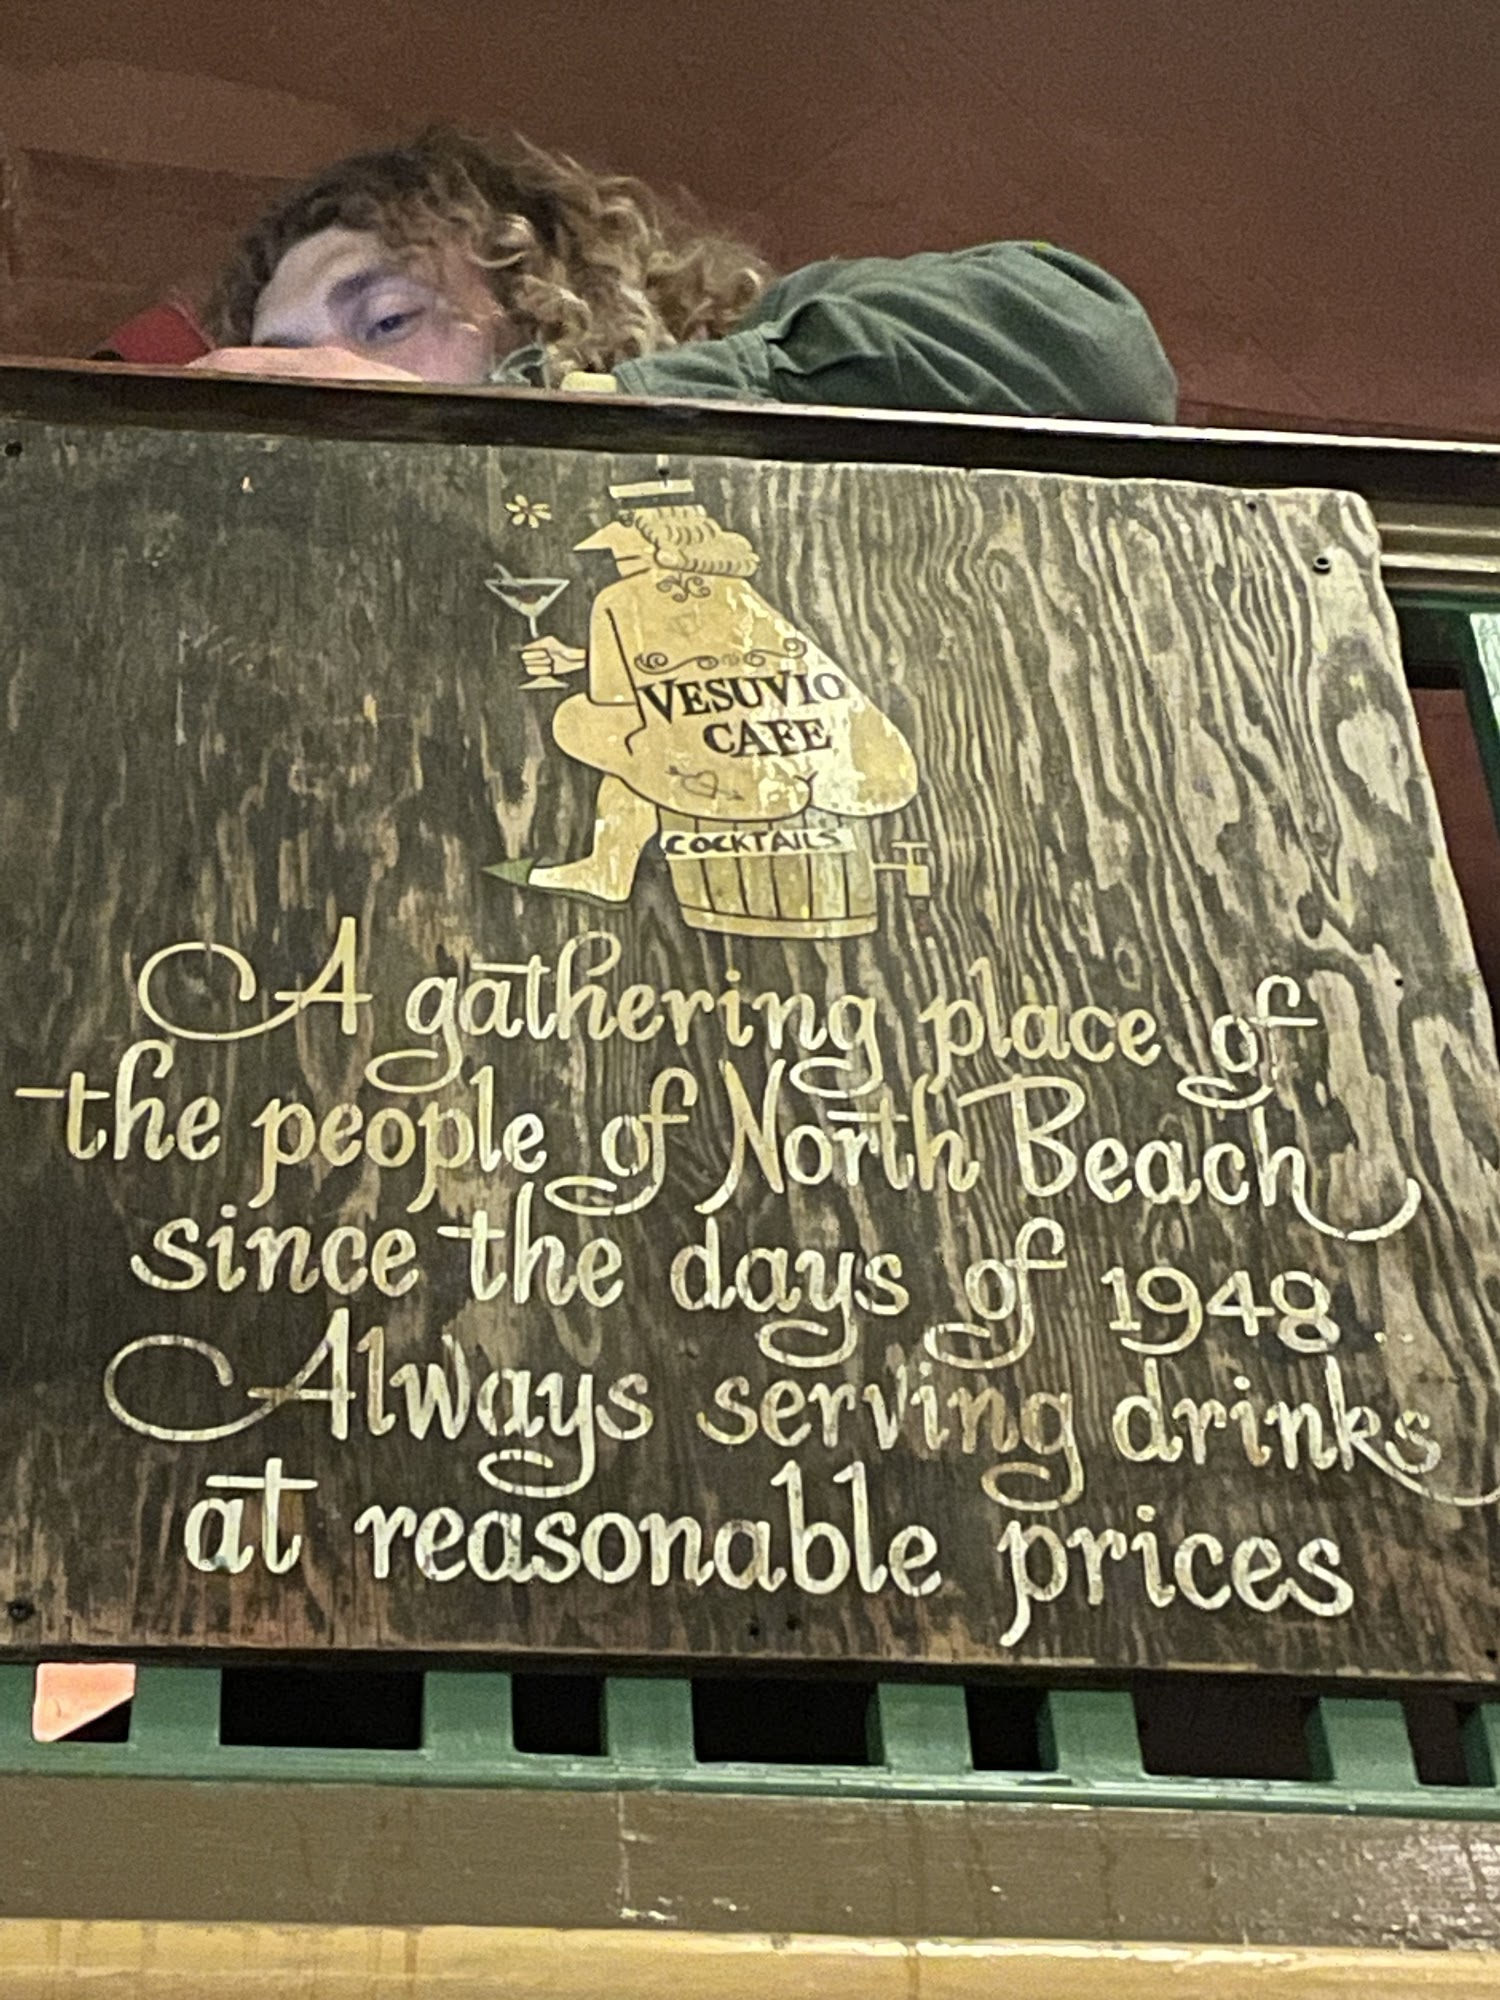 VESUVIO
CAFE
COCKTAILS
A gathering place of
the people of North Beach
since the days of 1948
Always serving drinks
at reasonable prices